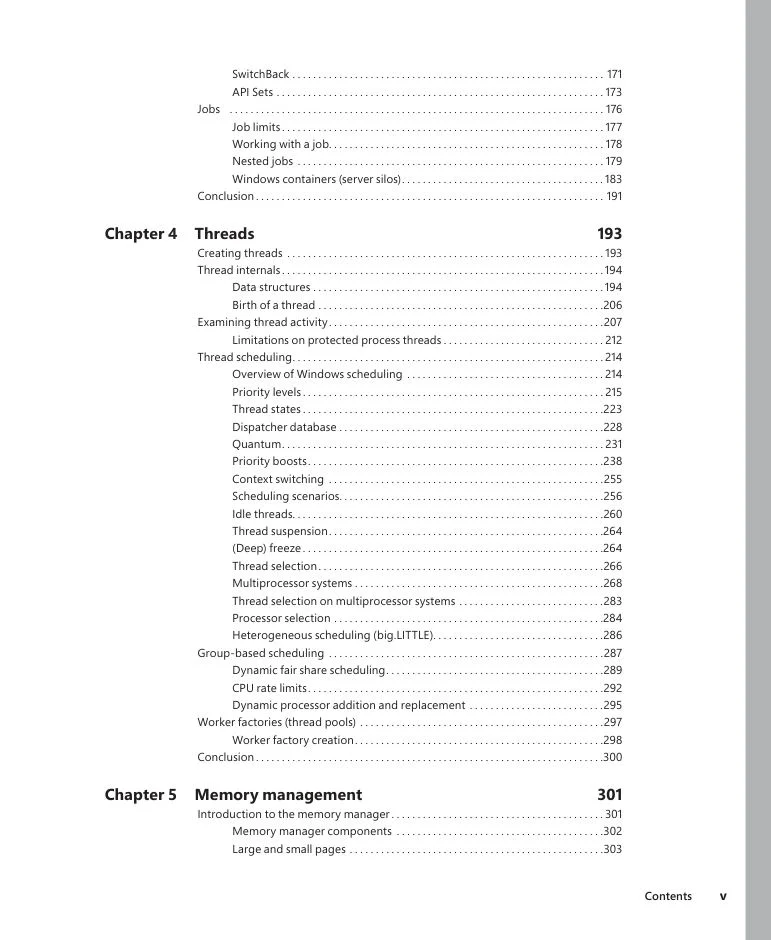 SwitchBack . . . . . . . . . . . . . . . . . . . . . . . . . . . . . . . . . . . . . . . . . . . . . . . . . . . . . . . . . . . 171
API Sets . . . . . . . . . . . . . . . . . . . . . . . . . . . . . . . . . . . . . . . . . . . . . . . . . . . . . . . . . . . . . . 173
Jobs . . . . . . . . . . . . . . . . . . . . . . . . . . . . . . . . . . . . . . . . . . . . . . . . . . . . . . . . . . . . . . . . . . . . . . . 176
Job limits . . . . . . . . . . . . . . . . . . . . . . . . . . . . . . . . . . . . . . . . . . . . . . . . . . . . . . . . . . . . . 177
Working with a job. . . . . . . . . . . . . . . . . . . . . . . . . . . . . . . . . . . . . . . . . . . . . . . . . . . . 178
Nested jobs . . . . . . . . . . . . . . . . . . . . . . . . . . . . . . . . . . . . . . . . . . . . . . . . . . . . . . . . . . 179
Windows containers (server silos). . . . . . . . . . . . . . . . . . . . . . . . . . . . . . . . . . . . . . 183
Conclusion . . . . . . . . . . . . . . . . . . . . . . . . . . . . . . . . . . . . . . . . . . . . . . . . . . . . . . . . . . . . . . . . . . 191
Chapter 4 Threads 193
Creating threads . . . . . . . . . . . . . . . . . . . . . . . . . . . . . . . . . . . . . . . . . . . . . . . . . . . . . . . . . . . . 193
Thread internals . . . . . . . . . . . . . . . . . . . . . . . . . . . . . . . . . . . . . . . . . . . . . . . . . . . . . . . . . . . . . 194
Data structures . . . . . . . . . . . . . . . . . . . . . . . . . . . . . . . . . . . . . . . . . . . . . . . . . . . . . . . 194
Birth of a thread . . . . . . . . . . . . . . . . . . . . . . . . . . . . . . . . . . . . . . . . . . . . . . . . . . . . . .206
Examining thread activity. . . . . . . . . . . . . . . . . . . . . . . . . . . . . . . . . . . . . . . . . . . . . . . . . . . . .207
Limitations on protected process threads . . . . . . . . . . . . . . . . . . . . . . . . . . . . . . . 212
Thread scheduling. . . . . . . . . . . . . . . . . . . . . . . . . . . . . . . . . . . . . . . . . . . . . . . . . . . . . . . . . . . 214
Overview of Windows scheduling . . . . . . . . . . . . . . . . . . . . . . . . . . . . . . . . . . . . . . 214
Priority levels . . . . . . . . . . . . . . . . . . . . . . . . . . . . . . . . . . . . . . . . . . . . . . . . . . . . . . . . . 215
Thread states . . . . . . . . . . . . . . . . . . . . . . . . . . . . . . . . . . . . . . . . . . . . . . . . . . . . . . . . .223
Dispatcher database . . . . . . . . . . . . . . . . . . . . . . . . . . . . . . . . . . . . . . . . . . . . . . . . . .228
Quantum. . . . . . . . . . . . . . . . . . . . . . . . . . . . . . . . . . . . . . . . . . . . . . . . . . . . . . . . . . . . . 231
Priority boosts. . . . . . . . . . . . . . . . . . . . . . . . . . . . . . . . . . . . . . . . . . . . . . . . . . . . . . . . .238
Context switching . . . . . . . . . . . . . . . . . . . . . . . . . . . . . . . . . . . . . . . . . . . . . . . . . . . .255
Scheduling scenarios. . . . . . . . . . . . . . . . . . . . . . . . . . . . . . . . . . . . . . . . . . . . . . . . . . .256
Idle threads. . . . . . . . . . . . . . . . . . . . . . . . . . . . . . . . . . . . . . . . . . . . . . . . . . . . . . . . . . .260
Thread suspension. . . . . . . . . . . . . . . . . . . . . . . . . . . . . . . . . . . . . . . . . . . . . . . . . . . . .264
(Deep) freeze . . . . . . . . . . . . . . . . . . . . . . . . . . . . . . . . . . . . . . . . . . . . . . . . . . . . . . . . .264
Thread selection . . . . . . . . . . . . . . . . . . . . . . . . . . . . . . . . . . . . . . . . . . . . . . . . . . . . . .266
Multiprocessor systems . . . . . . . . . . . . . . . . . . . . . . . . . . . . . . . . . . . . . . . . . . . . . . .268
Thread selection on multiprocessor systems . . . . . . . . . . . . . . . . . . . . . . . . . . . .283
Processor selection . . . . . . . . . . . . . . . . . . . . . . . . . . . . . . . . . . . . . . . . . . . . . . . . . . .284
Heterogeneous scheduling (big.LITTLE). . . . . . . . . . . . . . . . . . . . . . . . . . . . . . . . .286
Group-based scheduling . . . . . . . . . . . . . . . . . . . . . . . . . . . . . . . . . . . . . . . . . . . . . . . . . . . .287
Dynamic fair share scheduling. . . . . . . . . . . . . . . . . . . . . . . . . . . . . . . . . . . . . . . . . .289
CPU rate limits. . . . . . . . . . . . . . . . . . . . . . . . . . . . . . . . . . . . . . . . . . . . . . . . . . . . . . . . .292
Dynamic processor addition and replacement . . . . . . . . . . . . . . . . . . . . . . . . . .295
Worker factories (thread pools) . . . . . . . . . . . . . . . . . . . . . . . . . . . . . . . . . . . . . . . . . . . . . .297
Worker factory creation. . . . . . . . . . . . . . . . . . . . . . . . . . . . . . . . . . . . . . . . . . . . . . . .298
Conclusion . . . . . . . . . . . . . . . . . . . . . . . . . . . . . . . . . . . . . . . . . . . . . . . . . . . . . . . . . . . . . . . . . .300
Chapter 5 Memory management 301
Introduction to the memory manager . . . . . . . . . . . . . . . . . . . . . . . . . . . . . . . . . . . . . . . . 301
Memory manager components . . . . . . . . . . . . . . . . . . . . . . . . . . . . . . . . . . . . . . . .302
Large and small pages . . . . . . . . . . . . . . . . . . . . . . . . . . . . . . . . . . . . . . . . . . . . . . . .303
Contents v